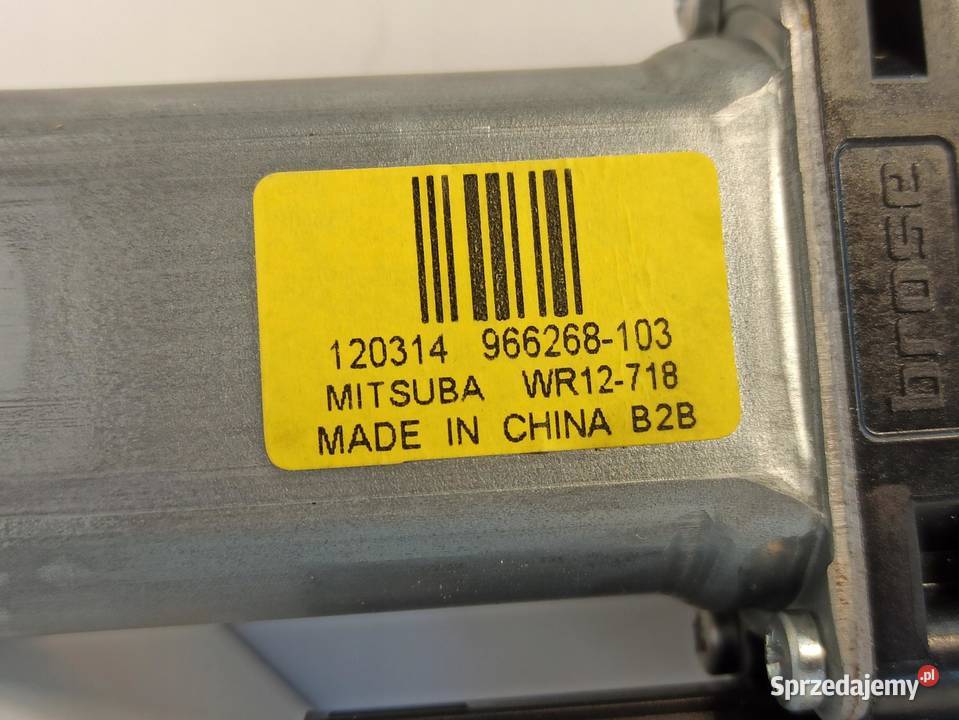 120314 966268-103
MITSUBA WR12-718
MADE IN CHINA B2B
brose
Sprzedajemy.pl